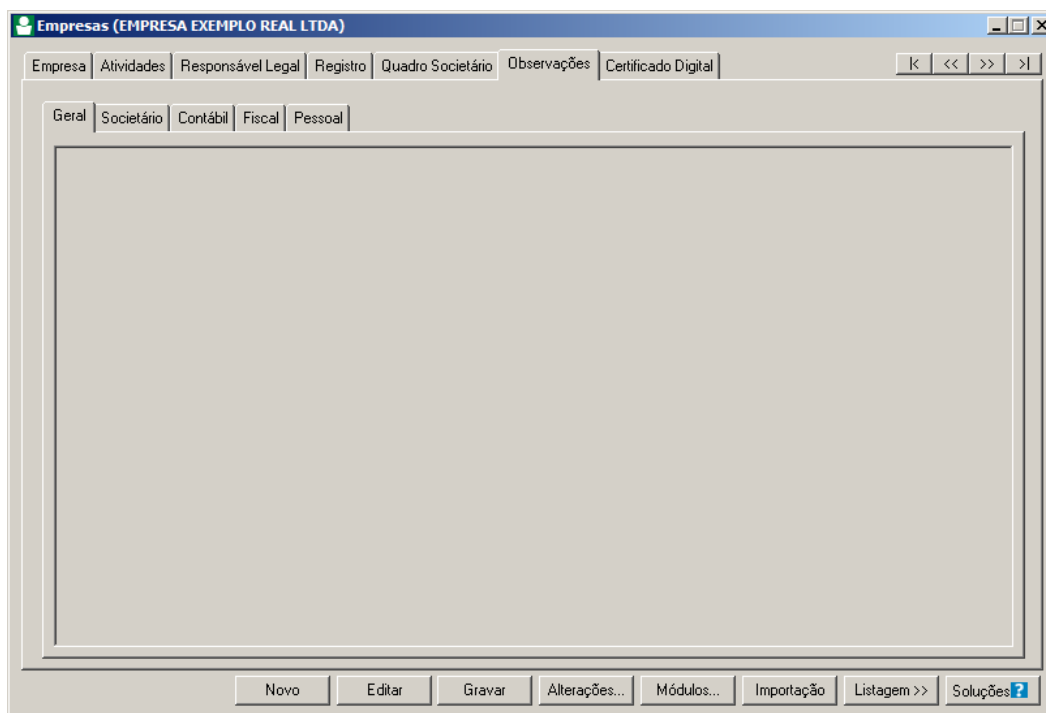 Empresas (EMPRESA EXEMPLO REAL LTDA)
Empresa Atividades Responsável Legal Registro Quadro Societário Observações Certificado Digital |< << >> >|
Geral Societário Contábil Fiscal Pessoal
Novo Editar Gravar Alterações... Módulos... Importação Listagem >> Soluções ?